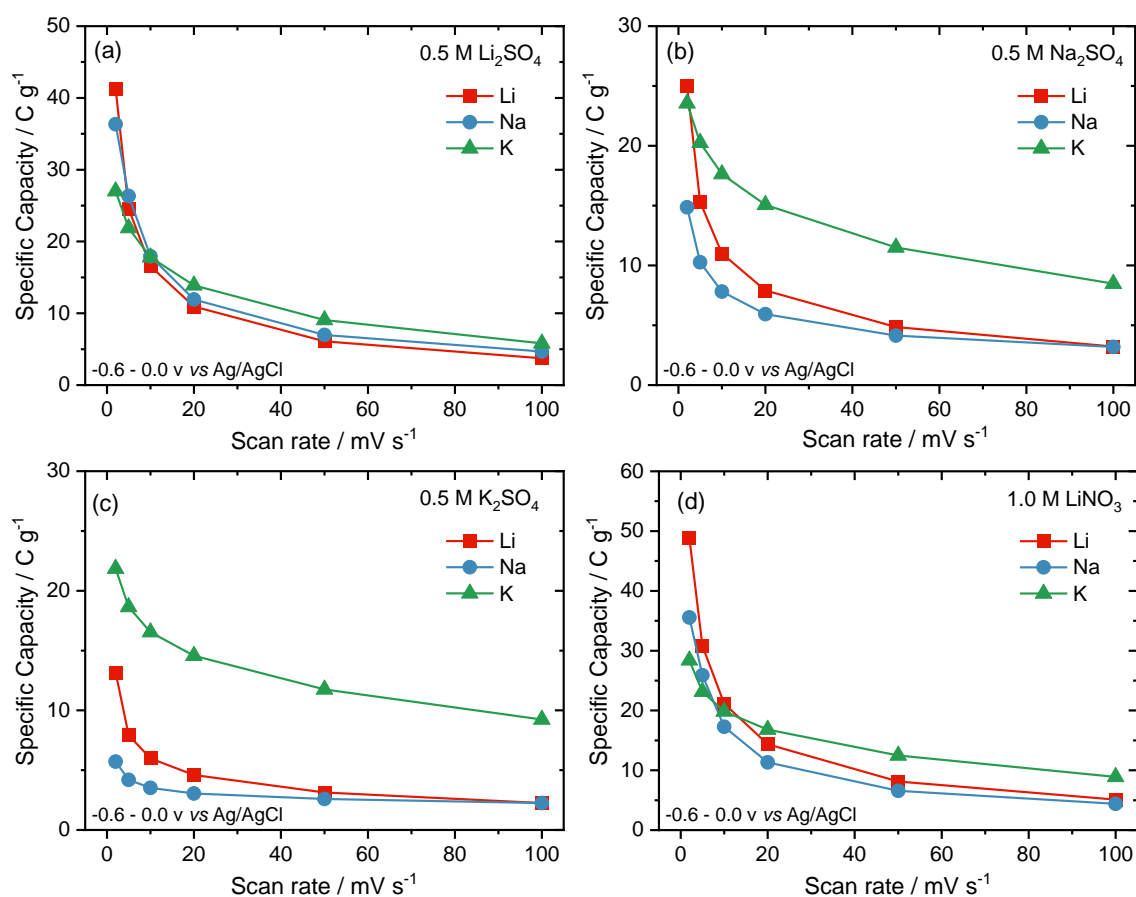 (a) 0.5 M Li₂SO₄
Li
Na
K
-0.6 - 0.0 v vs Ag/AgCl
50
40
30
20
10
0
0 20 40 60 80 100
Specific Capacity / C g⁻¹
Scan rate / mV s⁻¹
(b) 0.5 M Na₂SO₄
Li
Na
K
-0.6 - 0.0 v vs Ag/AgCl
30
20
10
0
0 20 40 60 80 100
Specific Capacity / C g⁻¹
Scan rate / mV s⁻¹
(c) 0.5 M K₂SO₄
Li
Na
K
-0.6 - 0.0 v vs Ag/AgCl
30
20
10
0
0 20 40 60 80 100
Specific Capacity / C g⁻¹
Scan rate / mV s⁻¹
(d) 1.0 M LiNO₃
Li
Na
K
-0.6 - 0.0 v vs Ag/AgCl
60
50
40
30
20
10
0
0 20 40 60 80 100
Specific Capacity / C g⁻¹
Scan rate / mV s⁻¹